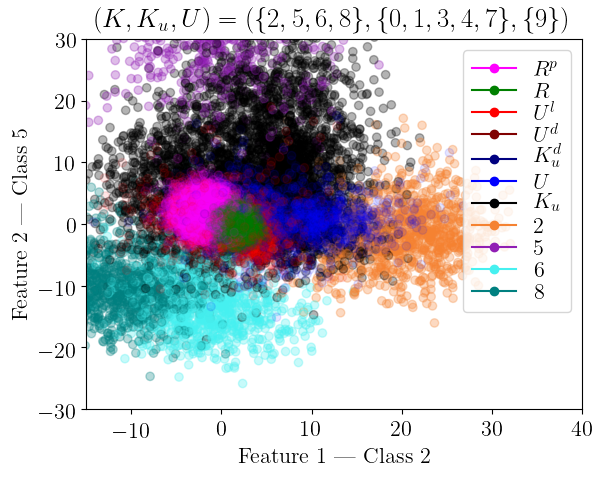 (K, K_u, U) = ({2, 5, 6, 8}, {0, 1, 3, 4, 7}, {9})
30
20
10
0
−10
−20
−30
Feature 2 — Class 5
R^p
R
U^l
U^d
K_u^d
U
K_u
2
5
6
8
−10
0
10
20
30
40
Feature 1 — Class 2